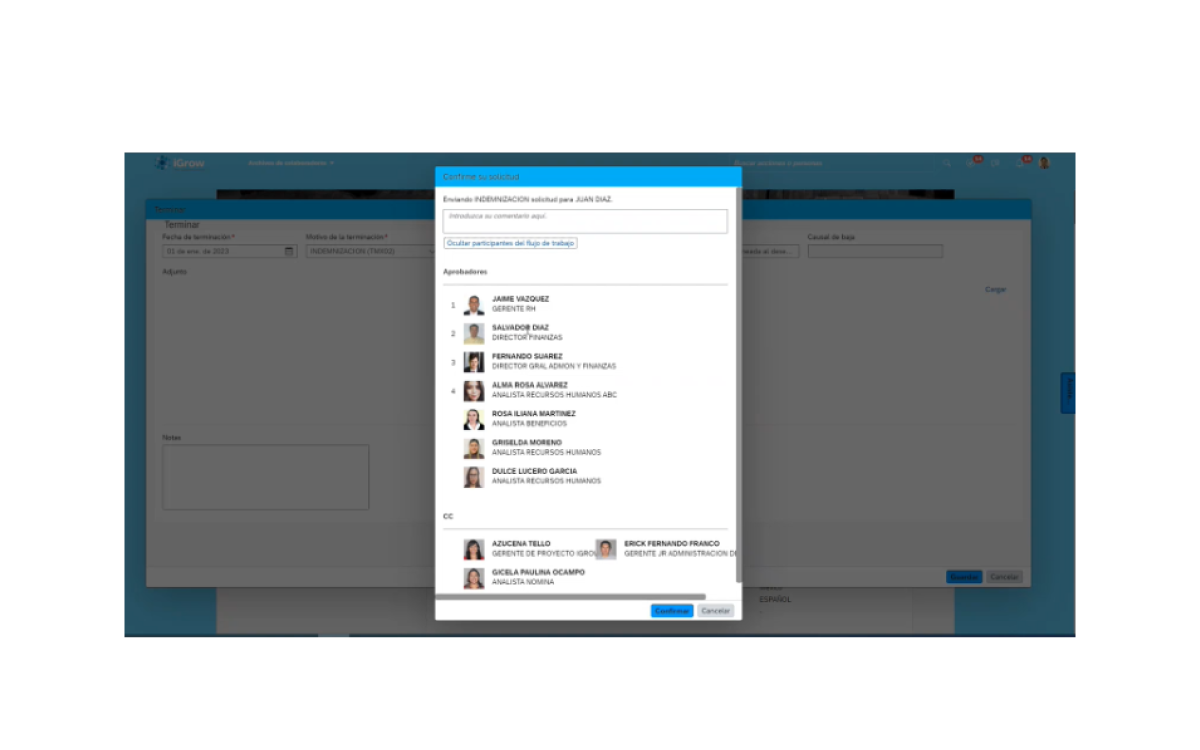 iGrow
Archivos de colaboradores
Buscar acciones o personas
Confirme su solicitud
Enviando INDEMNIZACION solicitud para JUAN DIAZ.
Introduzca su comentario aquí.
Ocultar participantes del flujo de trabajo
Terminar
Terminar
Fecha de terminación*
Motivo de la terminación*
Causal de baja
01 de ene. de 2023
INDEMNIZACION (TMX02)
Adjunto
Cargar
Aprobadores
1
JAIME VAZQUEZ
GERENTE RH
2
SALVADOR DIAZ
DIRECTOR FINANZAS
3
FERNANDO SUAREZ
DIRECTOR GRAL ADMON Y FINANZAS
4
ALMA ROSA ALVAREZ
ANALISTA RECURSOS HUMANOS ABC
ROSA ILIANA MARTINEZ
ANALISTA BENEFICIOS
GRISELDA MORENO
ANALISTA RECURSOS HUMANOS
DULCE LUCERO GARCIA
ANALISTA RECURSOS HUMANOS
Notas
CC
AZUCENA TELLO
GERENTE DE PROYECTO IGRO
ERICK FERNANDO FRANCO
GERENTE JR ADMINISTRACION DE
GICELA PAULINA OCAMPO
ANALISTA NOMINA
Guardar
Cancelar
ESPAÑOL
Confirmar
Cancelar